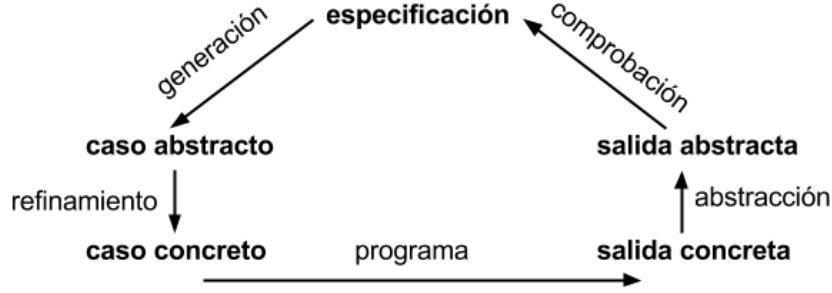 especificación
generación
comprobación
caso abstracto
salida abstracta
refinamiento
abstracción
caso concreto
programa
salida concreta